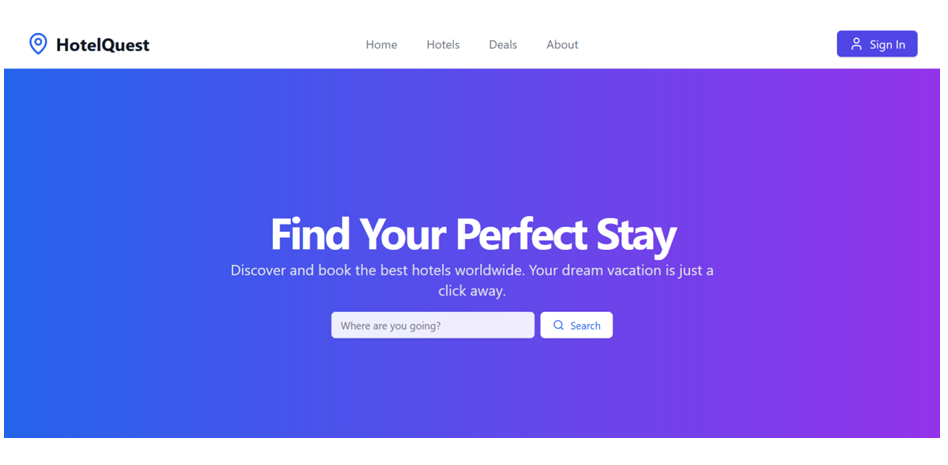 HotelQuest
Home
Hotels
Deals
About
Sign In
Find Your Perfect Stay
Discover and book the best hotels worldwide. Your dream vacation is just a
click away.
Where are you going?
Search